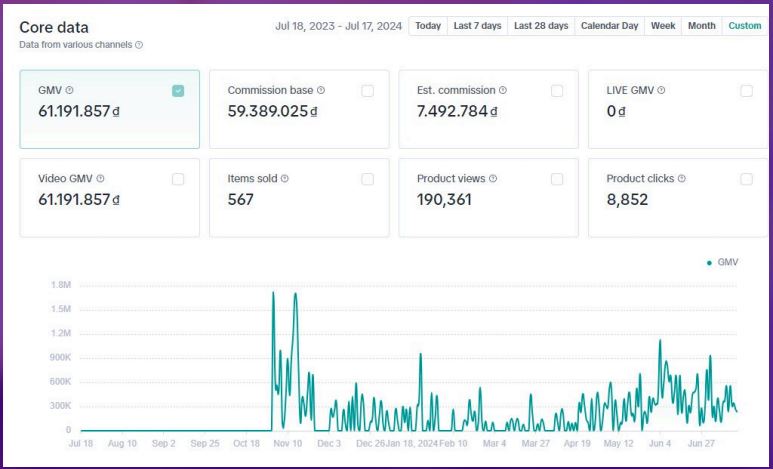 Core data
Jul 18, 2023 - Jul 17, 2024 Today Last 7 days Last 28 days Calendar Day Week Month Custom
Data from various channels
GMV
61.191.857 ₫
Commission base
59.389.025 ₫
Est. commission
7.492.784 ₫
LIVE GMV
0 ₫
Video GMV
61.191.857 ₫
Items sold
567
Product views
190,361
Product clicks
8,852
GMV
1.8M
1.5M
1.2M
900K
600K
300K
0
Jul 18 Aug 10 Sep 2 Sep 25 Oct 18 Nov 10 Dec 3 Dec 26 Jan 18, 2024 Feb 10 Mar 4 Mar 27 Apr 19 May 12 Jun 4 Jun 27